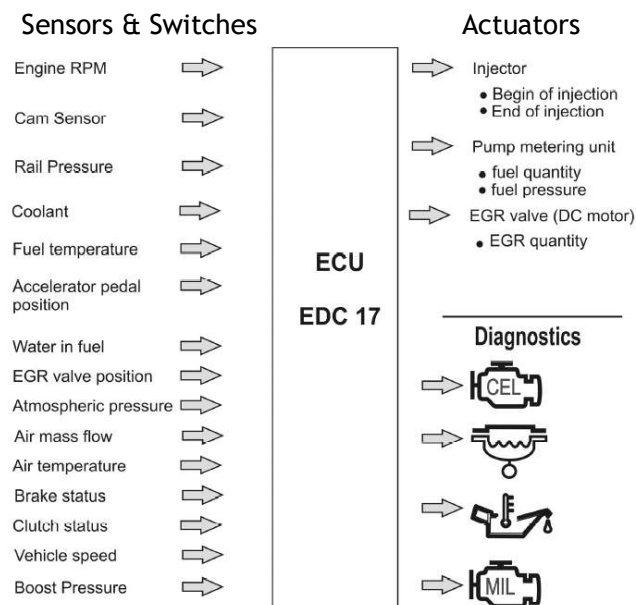 Sensors & Switches
Engine RPM
Cam Sensor
Rail Pressure
Coolant
Fuel temperature
Accelerator pedal
position
Water in fuel
EGR valve position
Atmospheric pressure
Air mass flow
Air temperature
Brake status
Clutch status
Vehicle speed
Boost Pressure
ECU
EDC 17
Actuators
Injector
• Begin of injection
• End of injection
Pump metering unit
• fuel quantity
• fuel pressure
EGR valve (DC motor)
• EGR quantity
Diagnostics
CEL
MIL